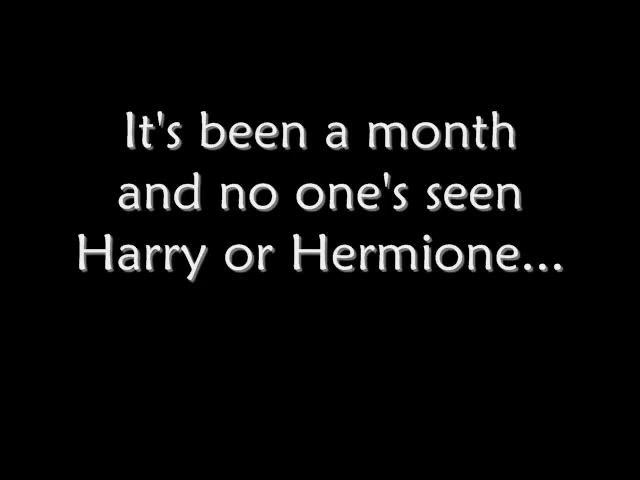 It's been a month
and no one's seen
Harry or Hermione...